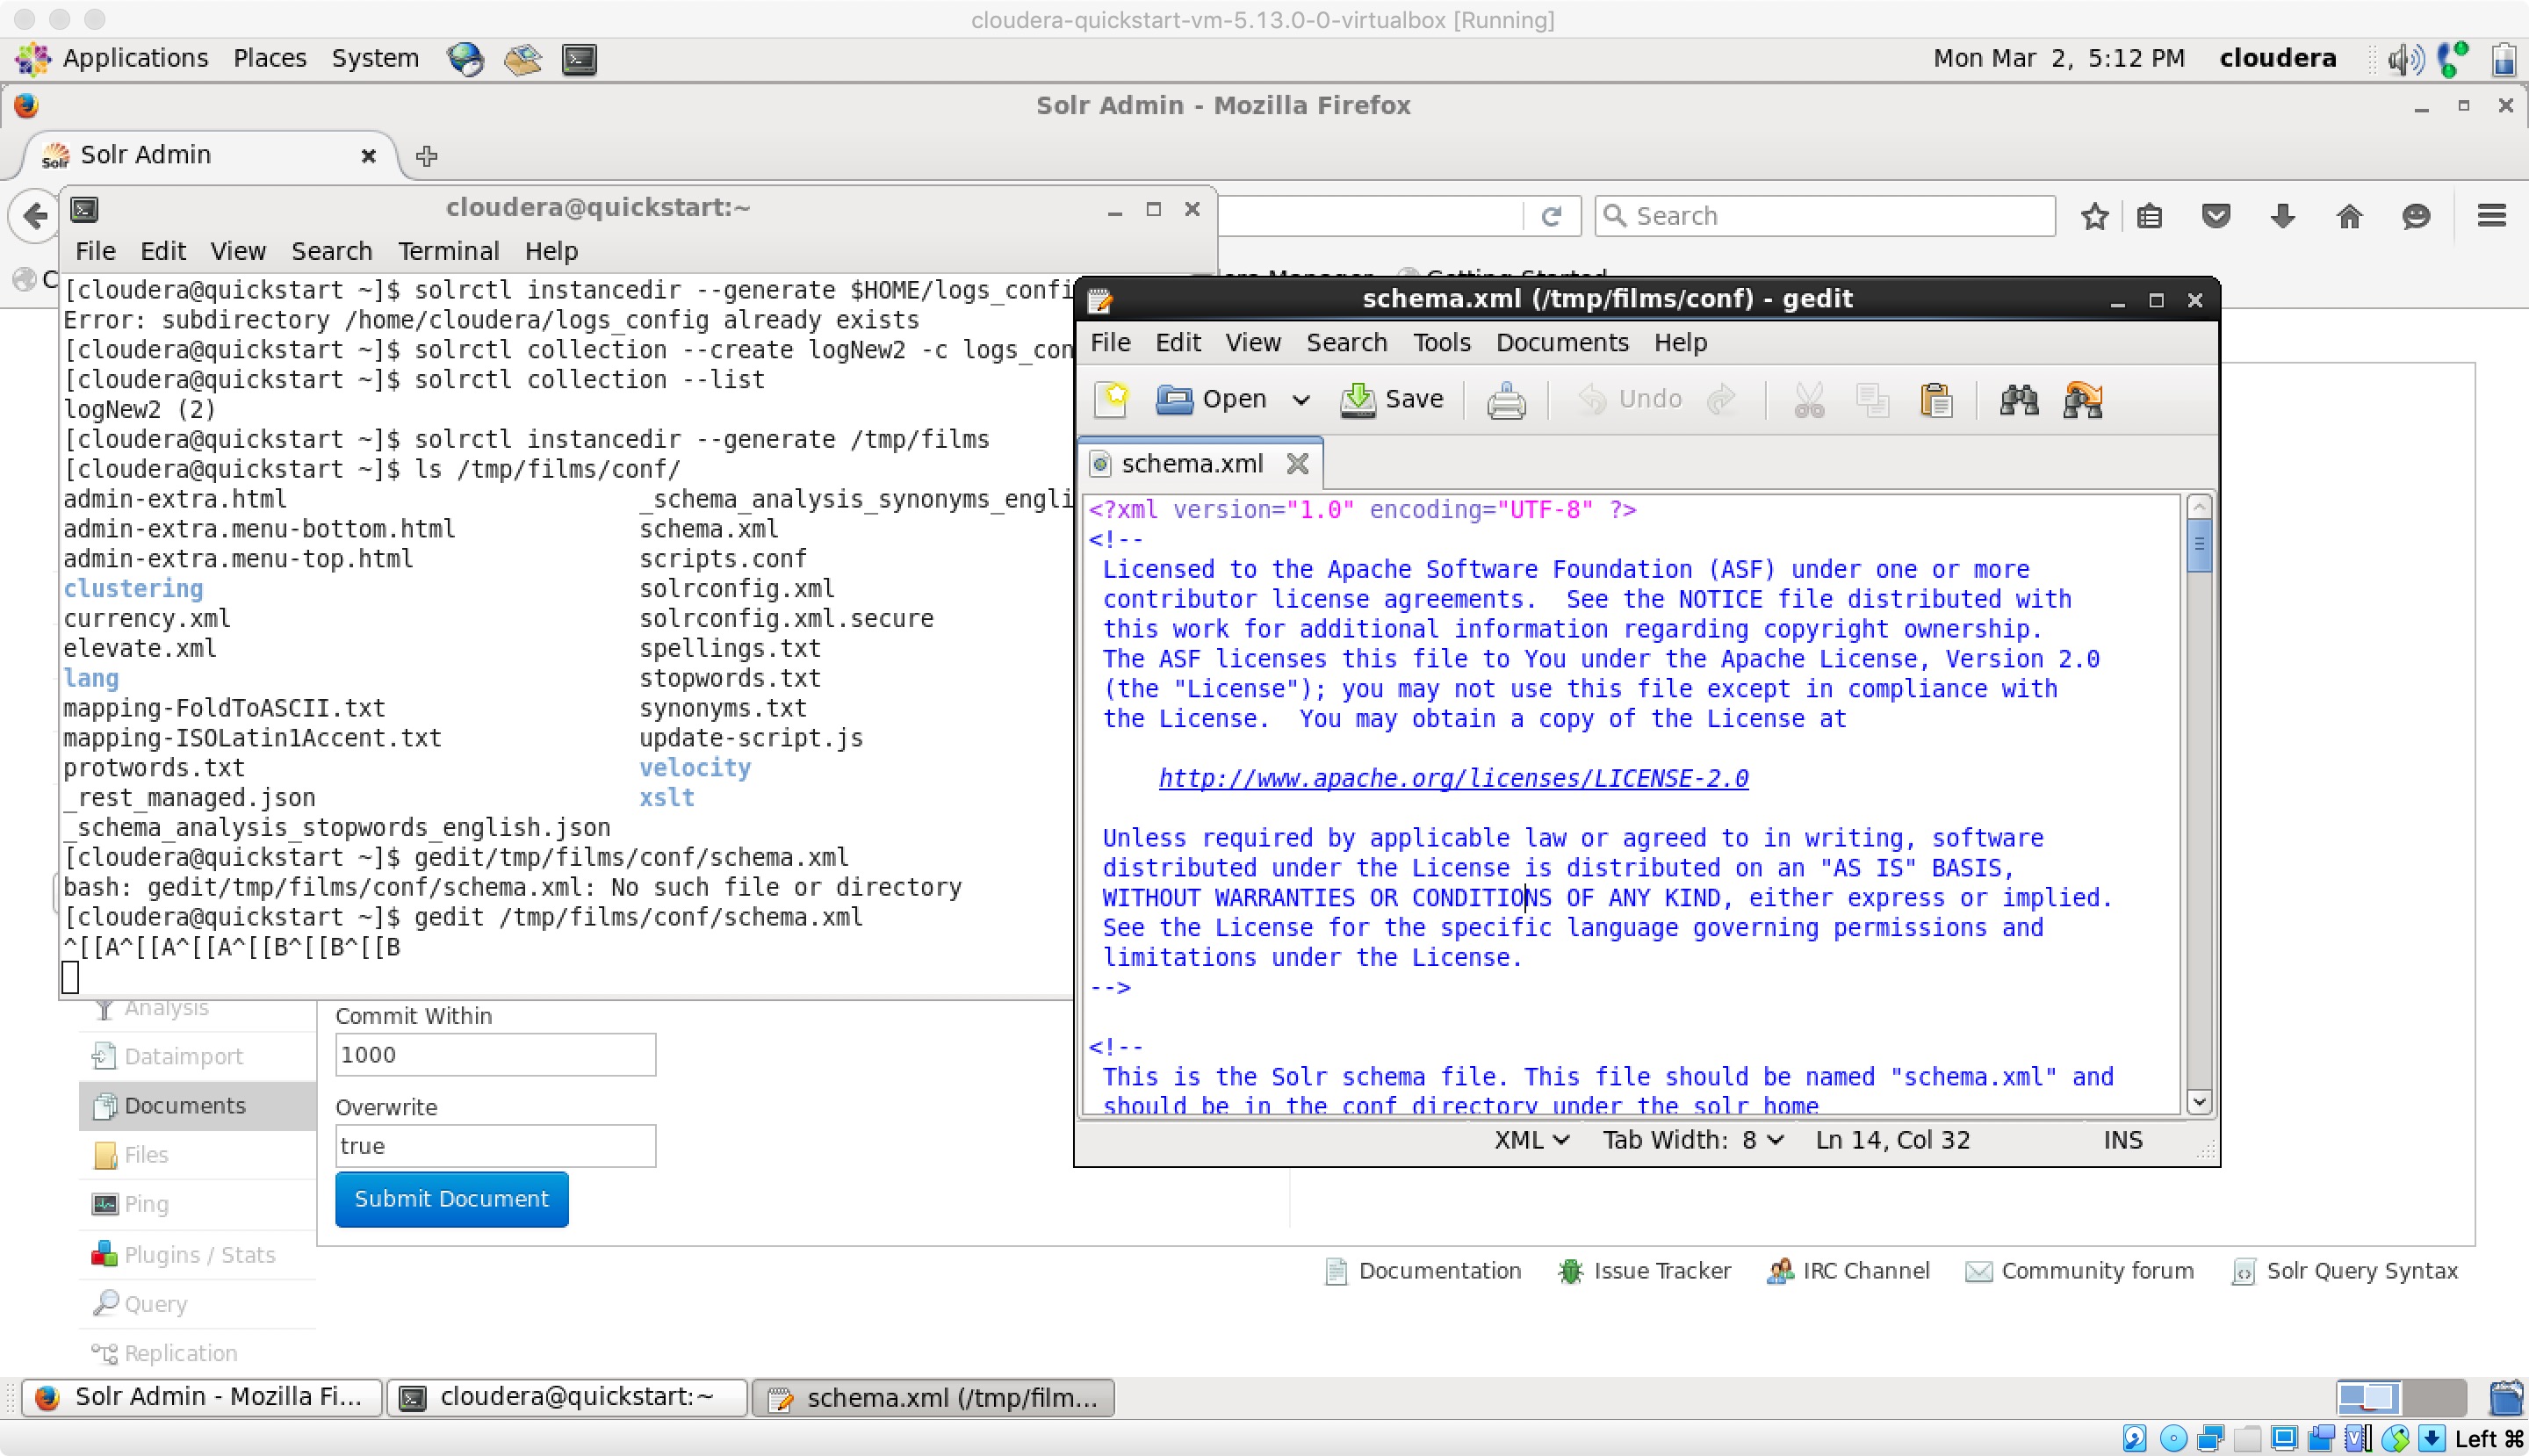 cloudera-quickstart-vm-5.13.0-0-virtualbox [Running]
Applications Places System Mon Mar 2, 5:12 PM cloudera
Solr Admin - Mozilla Firefox
Solr Admin
Search
cloudera@quickstart:~
File Edit View Search Terminal Help
[cloudera@quickstart ~]$ solrctl instancedir --generate $HOME/logs_confi
Error: subdirectory /home/cloudera/logs_config already exists
[cloudera@quickstart ~]$ solrctl collection --create logNew2 -c logs_con
[cloudera@quickstart ~]$ solrctl collection --list
logNew2 (2)
[cloudera@quickstart ~]$ solrctl instancedir --generate /tmp/films
[cloudera@quickstart ~]$ ls /tmp/films/conf/
admin-extra.html _schema_analysis_synonyms_engli
admin-extra.menu-bottom.html schema.xml
admin-extra.menu-top.html scripts.conf
clustering solrconfig.xml
currency.xml solrconfig.xml.secure
elevate.xml spellings.txt
lang stopwords.txt
mapping-FoldToASCII.txt synonyms.txt
mapping-ISOLatin1Accent.txt update-script.js
protwords.txt velocity
_rest_managed.json xslt
_schema_analysis_stopwords_english.json
[cloudera@quickstart ~]$ gedit/tmp/films/conf/schema.xml
bash: gedit/tmp/films/conf/schema.xml: No such file or directory
[cloudera@quickstart ~]$ gedit /tmp/films/conf/schema.xml
^[[A^[[A^[[A^[[B^[[B^[[B
Getting Started
schema.xml (/tmp/films/conf) - gedit
File Edit View Search Tools Documents Help
Open Save Undo
schema.xml
<?xml version="1.0" encoding="UTF-8" ?>
<!--
Licensed to the Apache Software Foundation (ASF) under one or more
contributor license agreements.  See the NOTICE file distributed with
this work for additional information regarding copyright ownership.
The ASF licenses this file to You under the Apache License, Version 2.0
(the "License"); you may not use this file except in compliance with
the License.  You may obtain a copy of the License at
http://www.apache.org/licenses/LICENSE-2.0
Unless required by applicable law or agreed to in writing, software
distributed under the License is distributed on an "AS IS" BASIS,
WITHOUT WARRANTIES OR CONDITIONS OF ANY KIND, either express or implied.
See the License for the specific language governing permissions and
limitations under the License.
-->
<!--
This is the Solr schema file. This file should be named "schema.xml" and
should be in the conf directory under the solr home
XML Tab Width: 8 Ln 14, Col 32 INS
Analysis
Dataimport
Documents
Files
Ping
Plugins / Stats
Query
Replication
Commit Within
1000
Overwrite
true
Submit Document
Documentation Issue Tracker IRC Channel Community forum Solr Query Syntax
Solr Admin - Mozilla Fi... cloudera@quickstart:~ schema.xml (/tmp/film...
Left ⌘